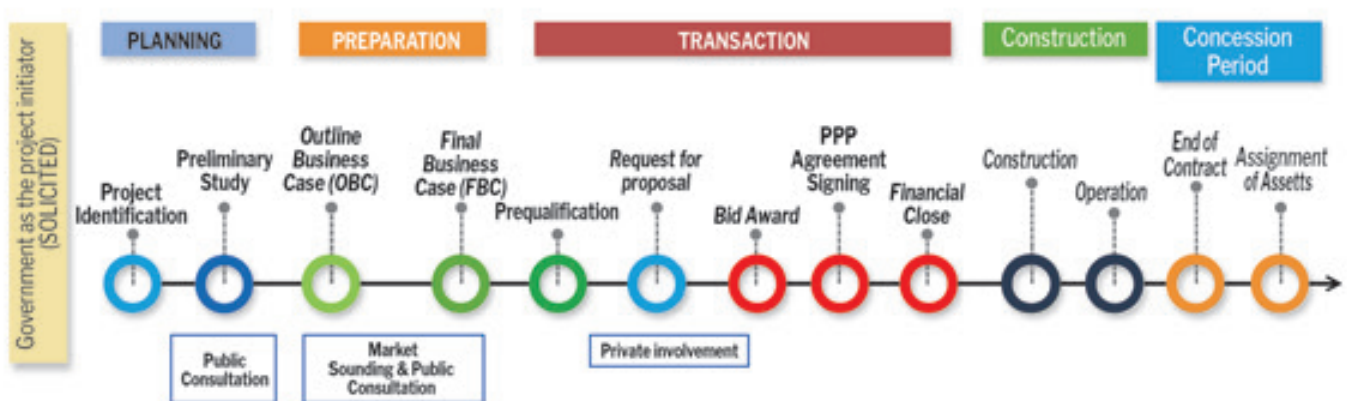 PLANNING
PREPARATION
TRANSACTION
Construction
Concession
Period
Government as the project initiator
(SOLICITED)
Project
Identification
Preliminary
Study
Outline
Business
Case (OBC)
Final
Business
Case (FBC)
Prequalification
Request for
proposal
Bid Award
PPP
Agreement
Signing
Financial
Close
Construction
Operation
End of
Contract
Assignment
of Assetts
Public
Consultation
Market
Sounding & Public
Consultation
Private involvement